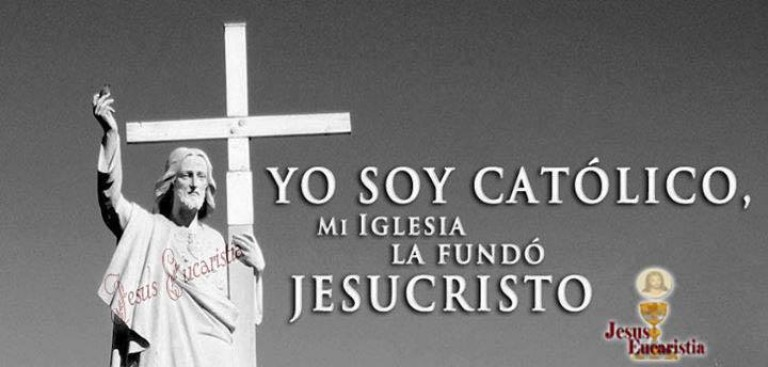 YO SOY CATÓLICO,
MI IGLESIA
LA FUNDÓ
JESUCRISTO
Jesus Eucaristia
Jesus
Eucaristia